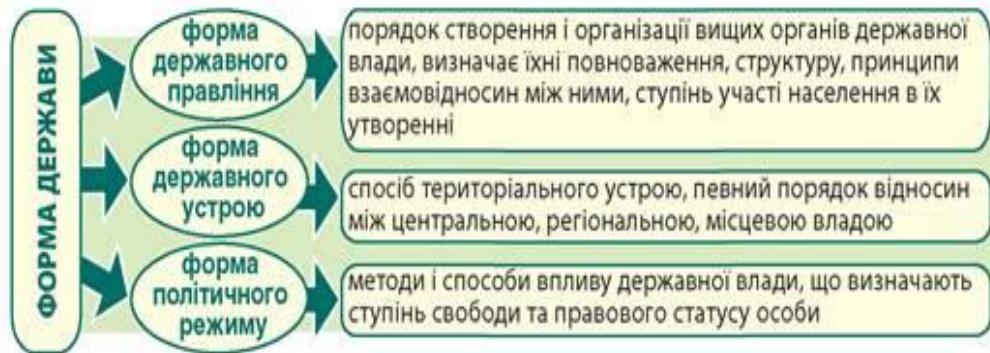 ФОРМА ДЕРЖАВИ
форма
державного
правління
порядок створення і організації вищих органів державної
влади, визначає їхні повноваження, структуру, принципи
взаємовідносин між ними, ступінь участі населення в їх
утворенні
форма
державного
устрою
спосіб територіального устрою, певний порядок відносин
між центральною, регіональною, місцевою владою
форма
політичного
режиму
методи і способи впливу державної влади, що визначають
ступінь свободи та правового статусу особи